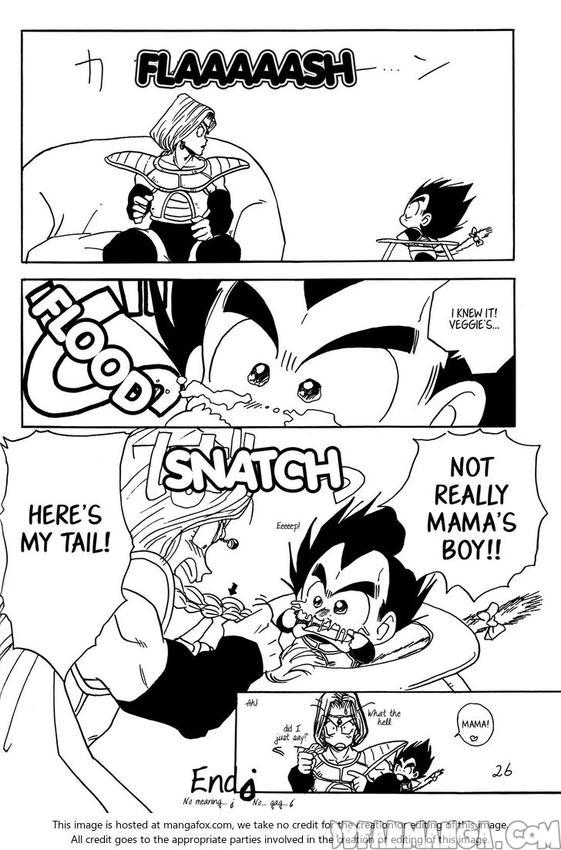 カ
FLAAAAASH
ン
I KNEW IT!
VEGGIE'S...
FLOOD
SNATCH
HERE'S
MY TAIL!
Eeeeep!
NOT
REALLY
MAMA'S
BOY!!
Ah!
did I
just say?
What the
hell
MAMA!
End
No meaning...
No... gag...
26
This image is hosted at mangafox.com, we take no credit for the creation or editing of this image.
All credit goes to the appropriate parties involved in the creation or editing of this image.